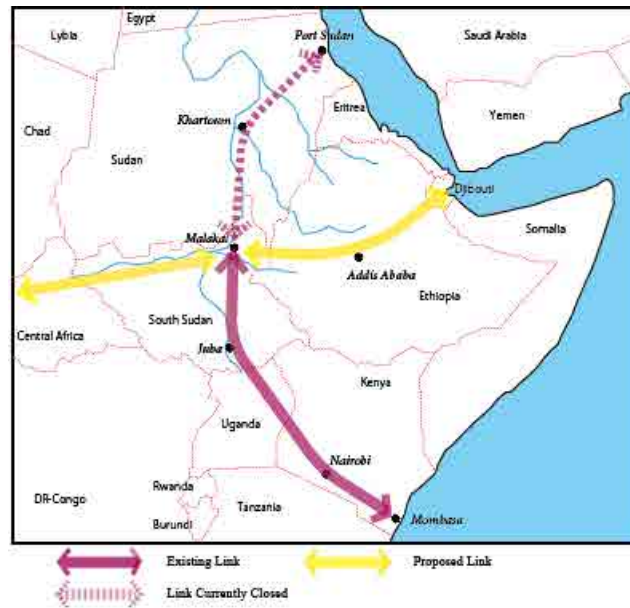 Egypt
Lybia
Port Sudan
Saudi Arabia
Eritrea
Khartown
Yemen
Chad
Sudan
Djibouti
Somalia
Malakal
Addis Ababa
Ethiopia
South Sudan
Central Africa
Juba
Kenya
Uganda
Nairobi
Rwanda
DR-Congo
Tanzania
Burundi
Mombasa
Existing Link
Proposed Link
Link Currently Closed